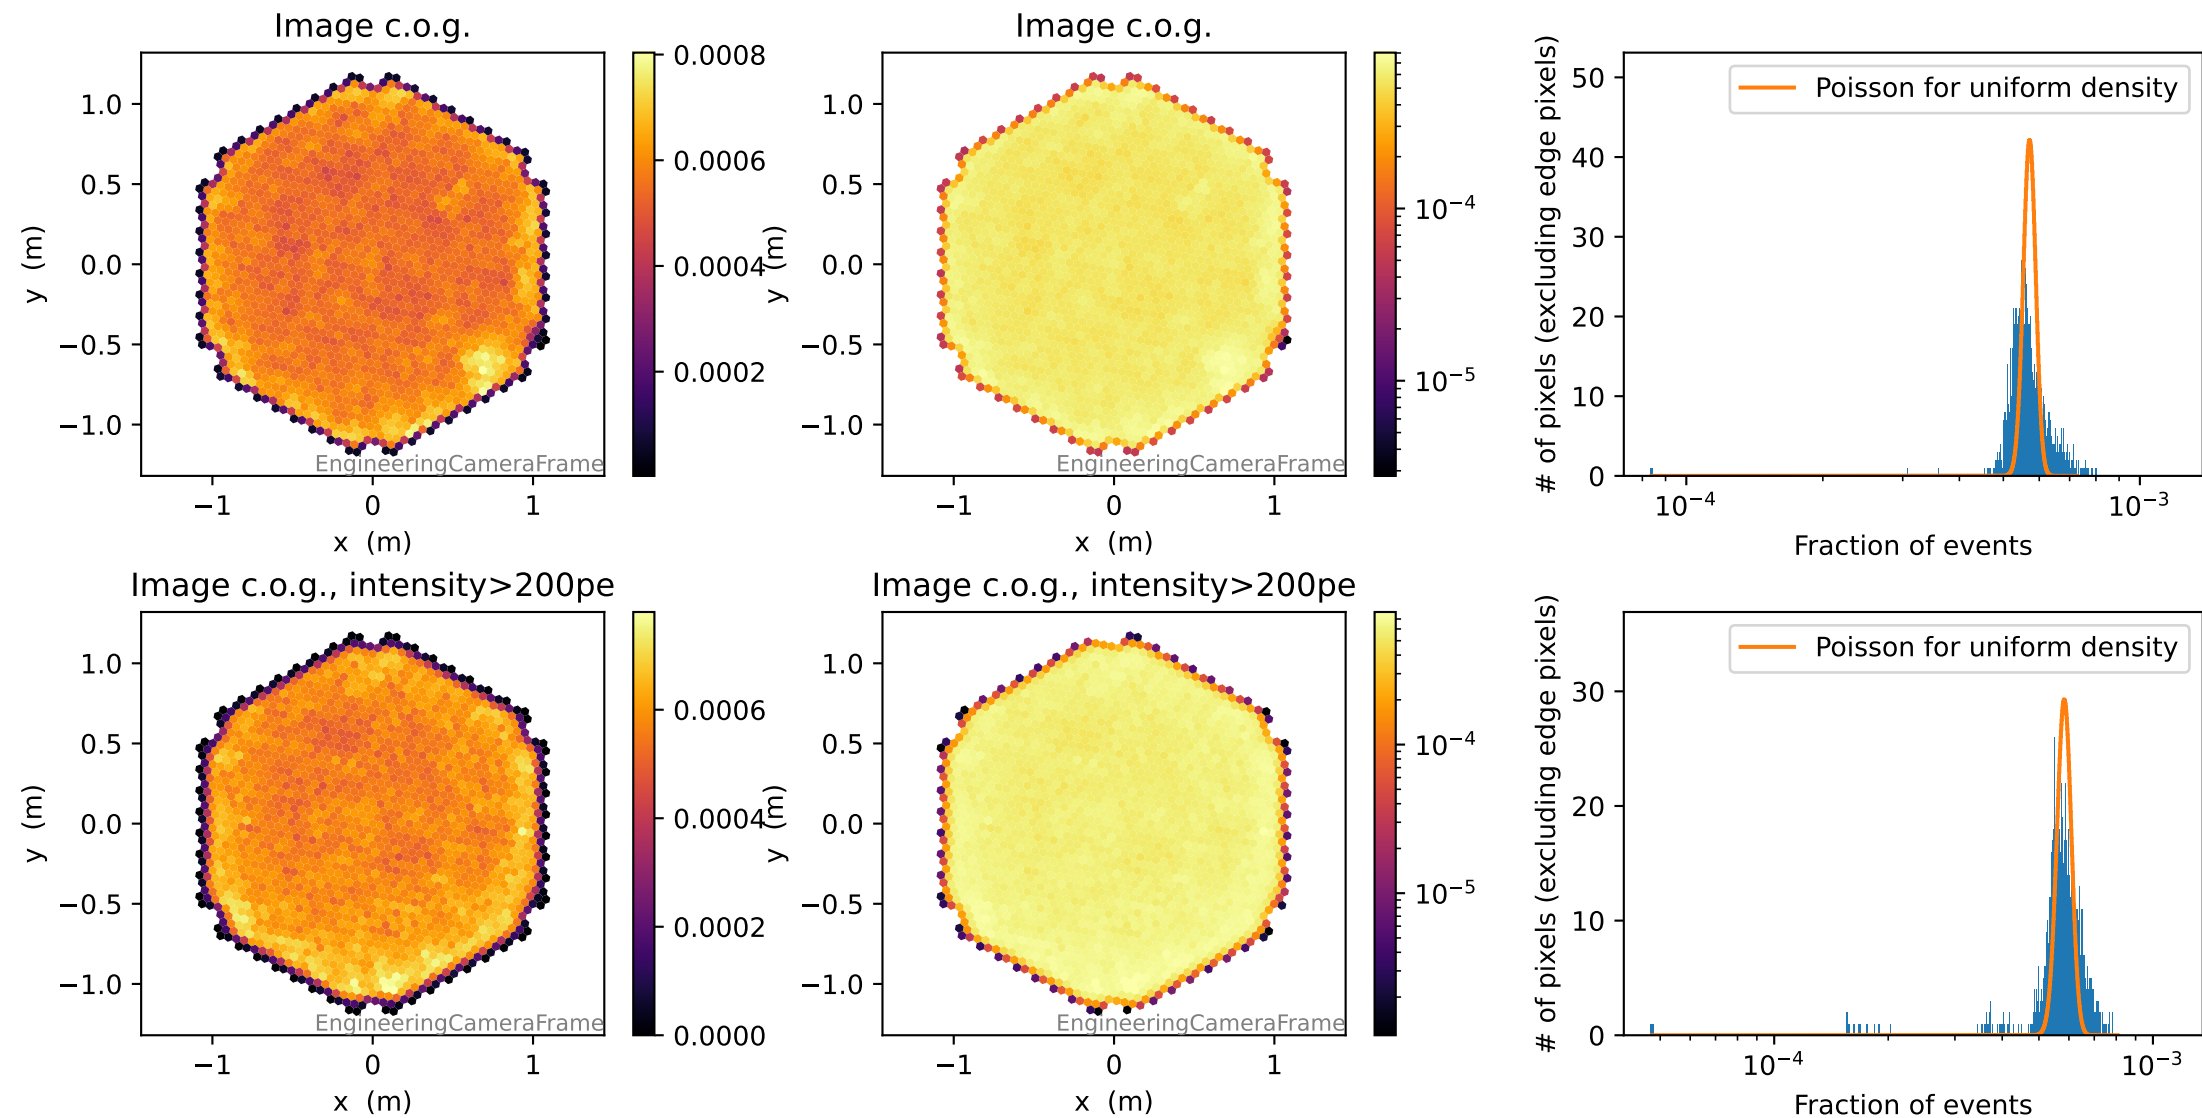 Image c.o.g.
y (m)
1.0
0.5
0.0
−0.5
−1.0
−1
0
1
x (m)
EngineeringCameraFrame
0.0008
0.0006
0.0004
0.0002
Image c.o.g.
y (m)
1.0
0.5
0.0
−0.5
−1.0
−1
0
1
x (m)
EngineeringCameraFrame
10⁻⁴
10⁻⁵
# of pixels (excluding edge pixels)
50
40
30
20
10
0
Poisson for uniform density
10⁻⁴
10⁻³
Fraction of events
Image c.o.g., intensity>200pe
y (m)
1.0
0.5
0.0
−0.5
−1.0
−1
0
1
x (m)
EngineeringCameraFrame
0.0006
0.0004
0.0002
0.0000
Image c.o.g., intensity>200pe
y (m)
1.0
0.5
0.0
−0.5
−1.0
−1
0
1
x (m)
EngineeringCameraFrame
10⁻⁴
10⁻⁵
# of pixels (excluding edge pixels)
30
20
10
0
Poisson for uniform density
10⁻⁴
10⁻³
Fraction of events